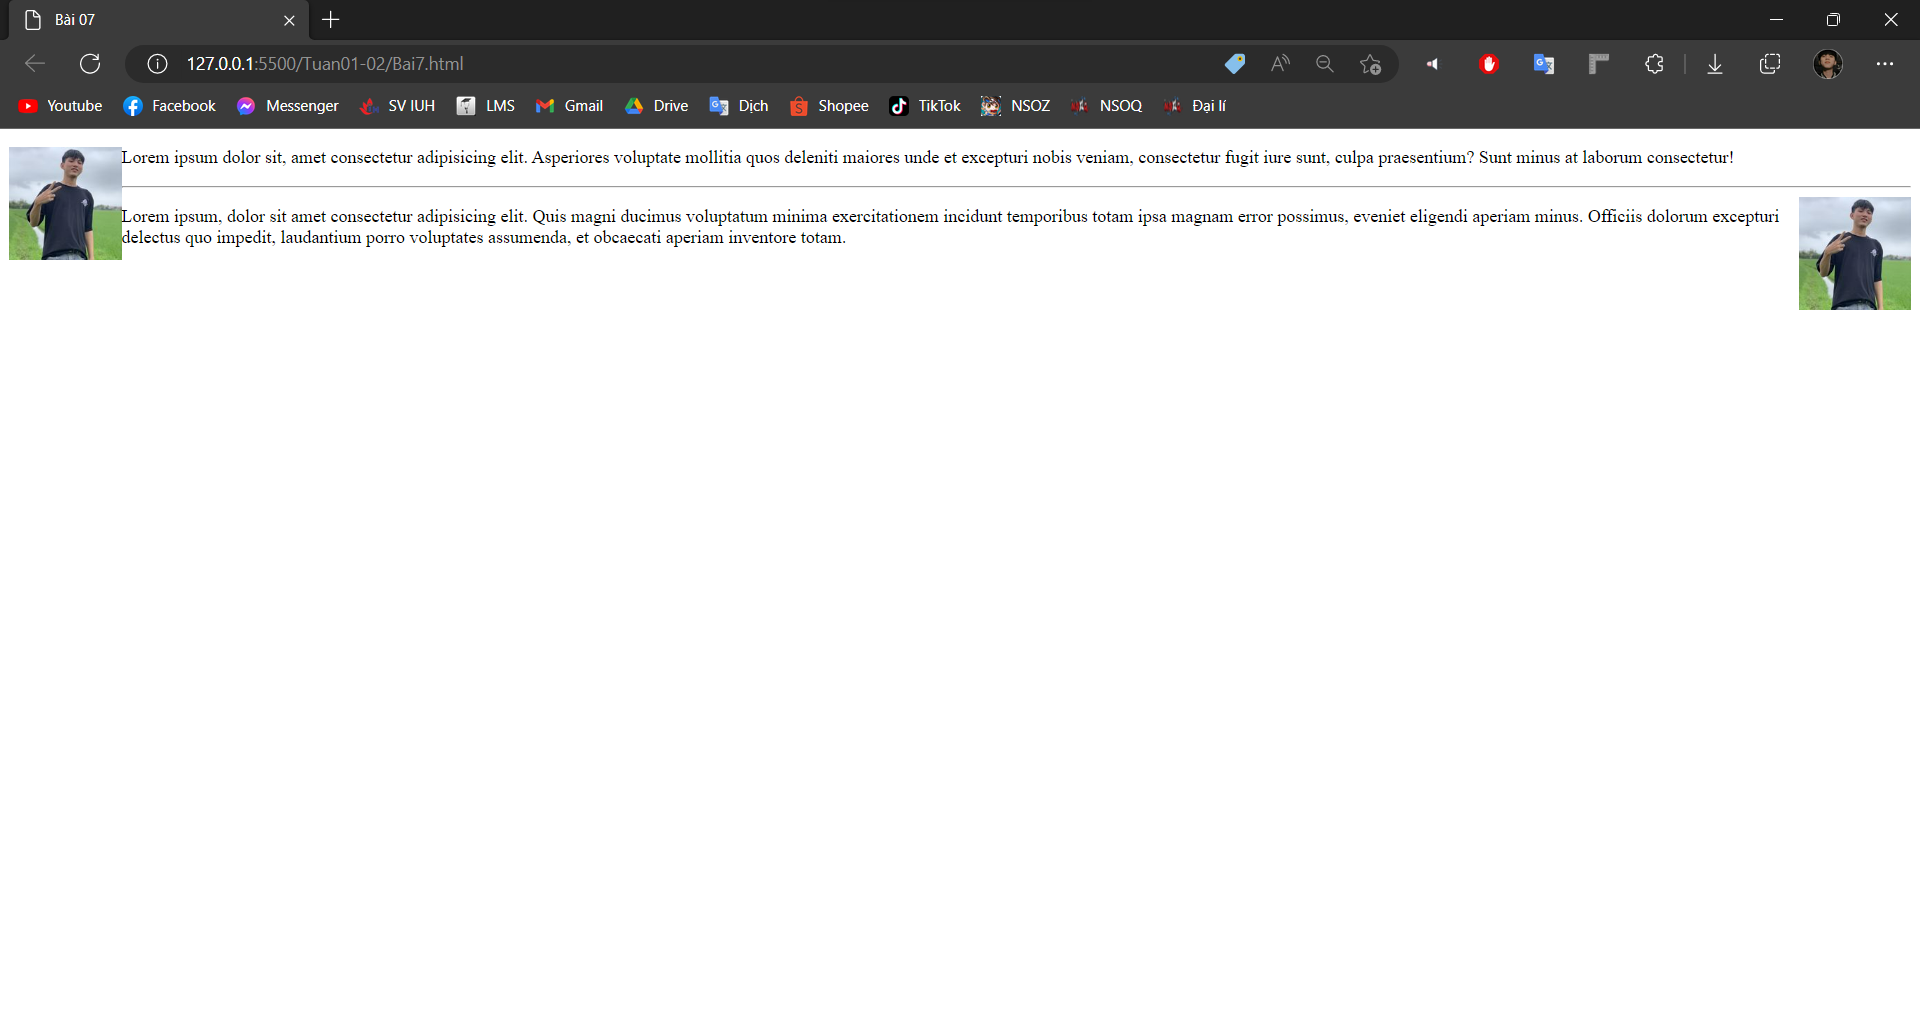 Bài 07
127.0.0.1:5500/Tuan01-02/Bai7.html
Youtube Facebook Messenger SV IUH LMS Gmail Drive Dịch Shopee TikTok NSOZ NSOQ Đại lí
Lorem ipsum dolor sit, amet consectetur adipisicing elit. Asperiores voluptate mollitia quos deleniti maiores unde et excepturi nobis veniam, consectetur fugit iure sunt, culpa praesentium? Sunt minus at laborum consectetur!
Lorem ipsum, dolor sit amet consectetur adipisicing elit. Quis magni ducimus voluptatum minima exercitationem incidunt temporibus totam ipsa magnam error possimus, eveniet eligendi aperiam minus. Officiis dolorum excepturi
delectus quo impedit, laudantium porro voluptates assumenda, et obcaecati aperiam inventore totam.